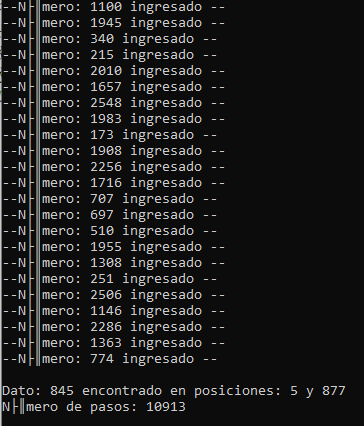 --N├║mero: 1100 ingresado --
--N├║mero: 1945 ingresado --
--N├║mero: 340 ingresado --
--N├║mero: 215 ingresado --
--N├║mero: 2010 ingresado --
--N├║mero: 1657 ingresado --
--N├║mero: 2548 ingresado --
--N├║mero: 1983 ingresado --
--N├║mero: 173 ingresado --
--N├║mero: 1908 ingresado --
--N├║mero: 2256 ingresado --
--N├║mero: 1716 ingresado --
--N├║mero: 707 ingresado --
--N├║mero: 697 ingresado --
--N├║mero: 510 ingresado --
--N├║mero: 1955 ingresado --
--N├║mero: 1308 ingresado --
--N├║mero: 251 ingresado --
--N├║mero: 2506 ingresado --
--N├║mero: 1146 ingresado --
--N├║mero: 2286 ingresado --
--N├║mero: 1363 ingresado --
--N├║mero: 774 ingresado --
Dato: 845 encontrado en posiciones: 5 y 877
N├║mero de pasos: 10913